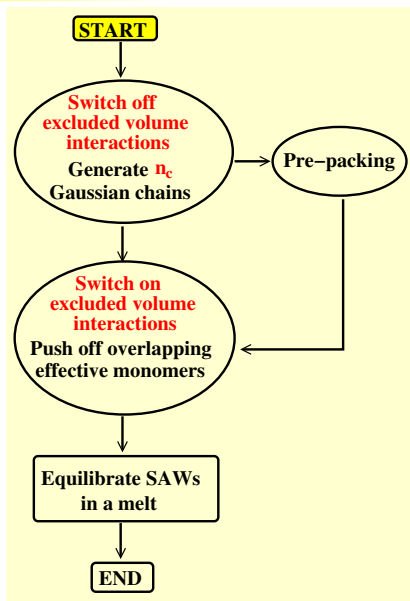 START
Switch off
excluded volume
interactions
Generate n_c
Gaussian chains
Pre−packing
Switch on
excluded volume
interactions
Push off overlapping
effective monomers
Equilibrate SAWs
in a melt
END